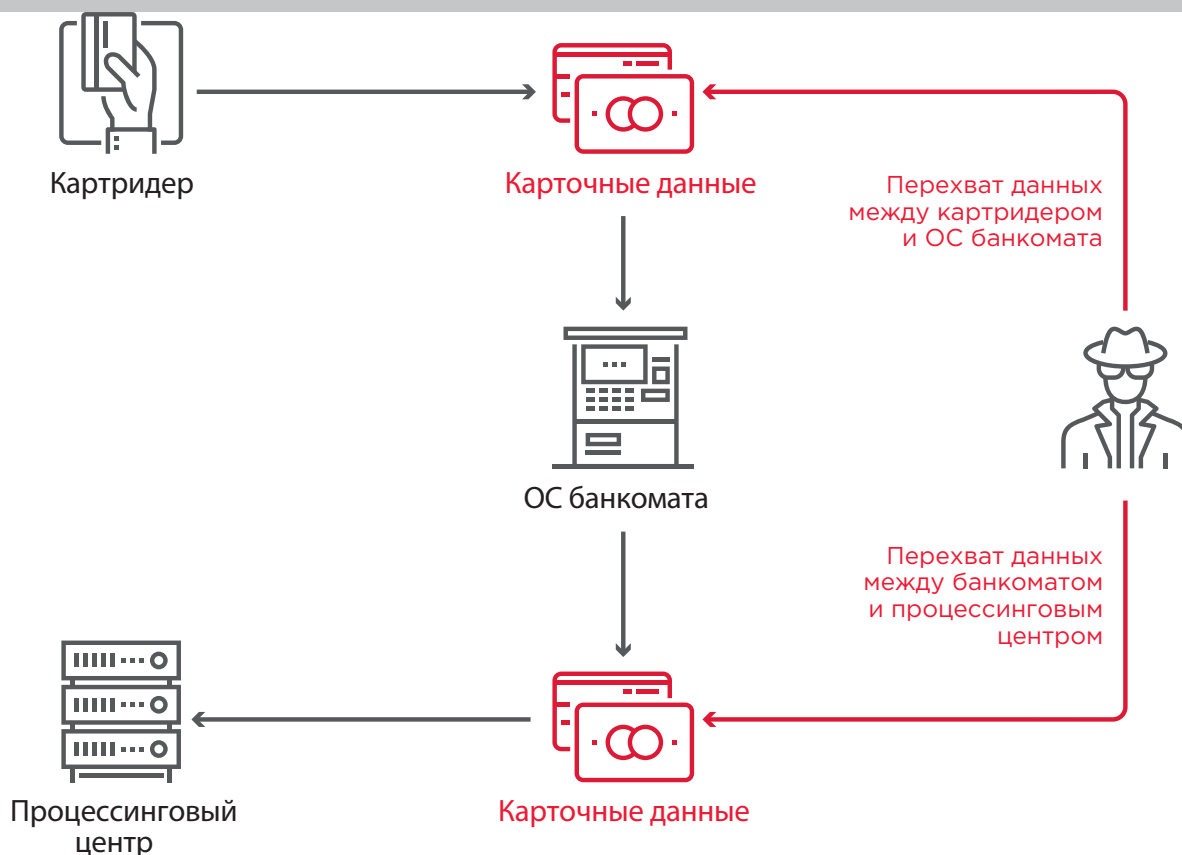 Картридер
Карточные данные
Перехват данных
между картридером
и ОС банкомата
ОС банкомата
Перехват данных
между банкоматом
и процессинговым
центром
Процессинговый
центр
Карточные данные